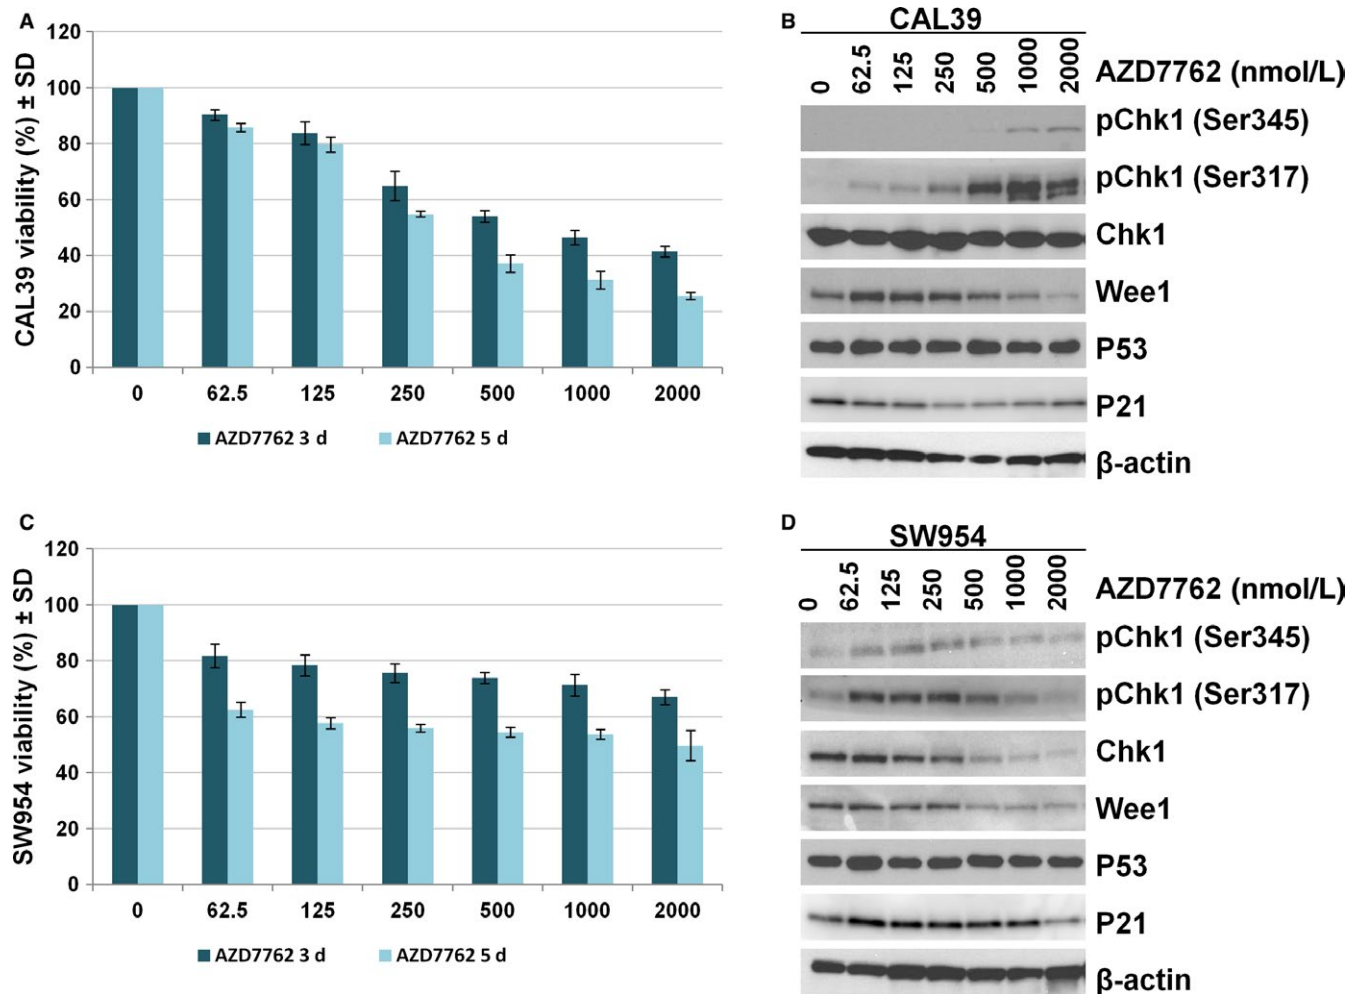 A
CAL39 viability (%) ± SD
120
100
80
60
40
20
0
0 62.5 125 250 500 1000 2000
AZD7762 3 d AZD7762 5 d
B
CAL39
0 62.5 125 250 500 1000 2000 AZD7762 (nmol/L)
pChk1 (Ser345)
pChk1 (Ser317)
Chk1
Wee1
P53
P21
β-actin
C
SW954 viability (%) ± SD
120
100
80
60
40
20
0
0 62.5 125 250 500 1000 2000
AZD7762 3 d AZD7762 5 d
D
SW954
0 62.5 125 250 500 1000 2000 AZD7762 (nmol/L)
pChk1 (Ser345)
pChk1 (Ser317)
Chk1
Wee1
P53
P21
β-actin